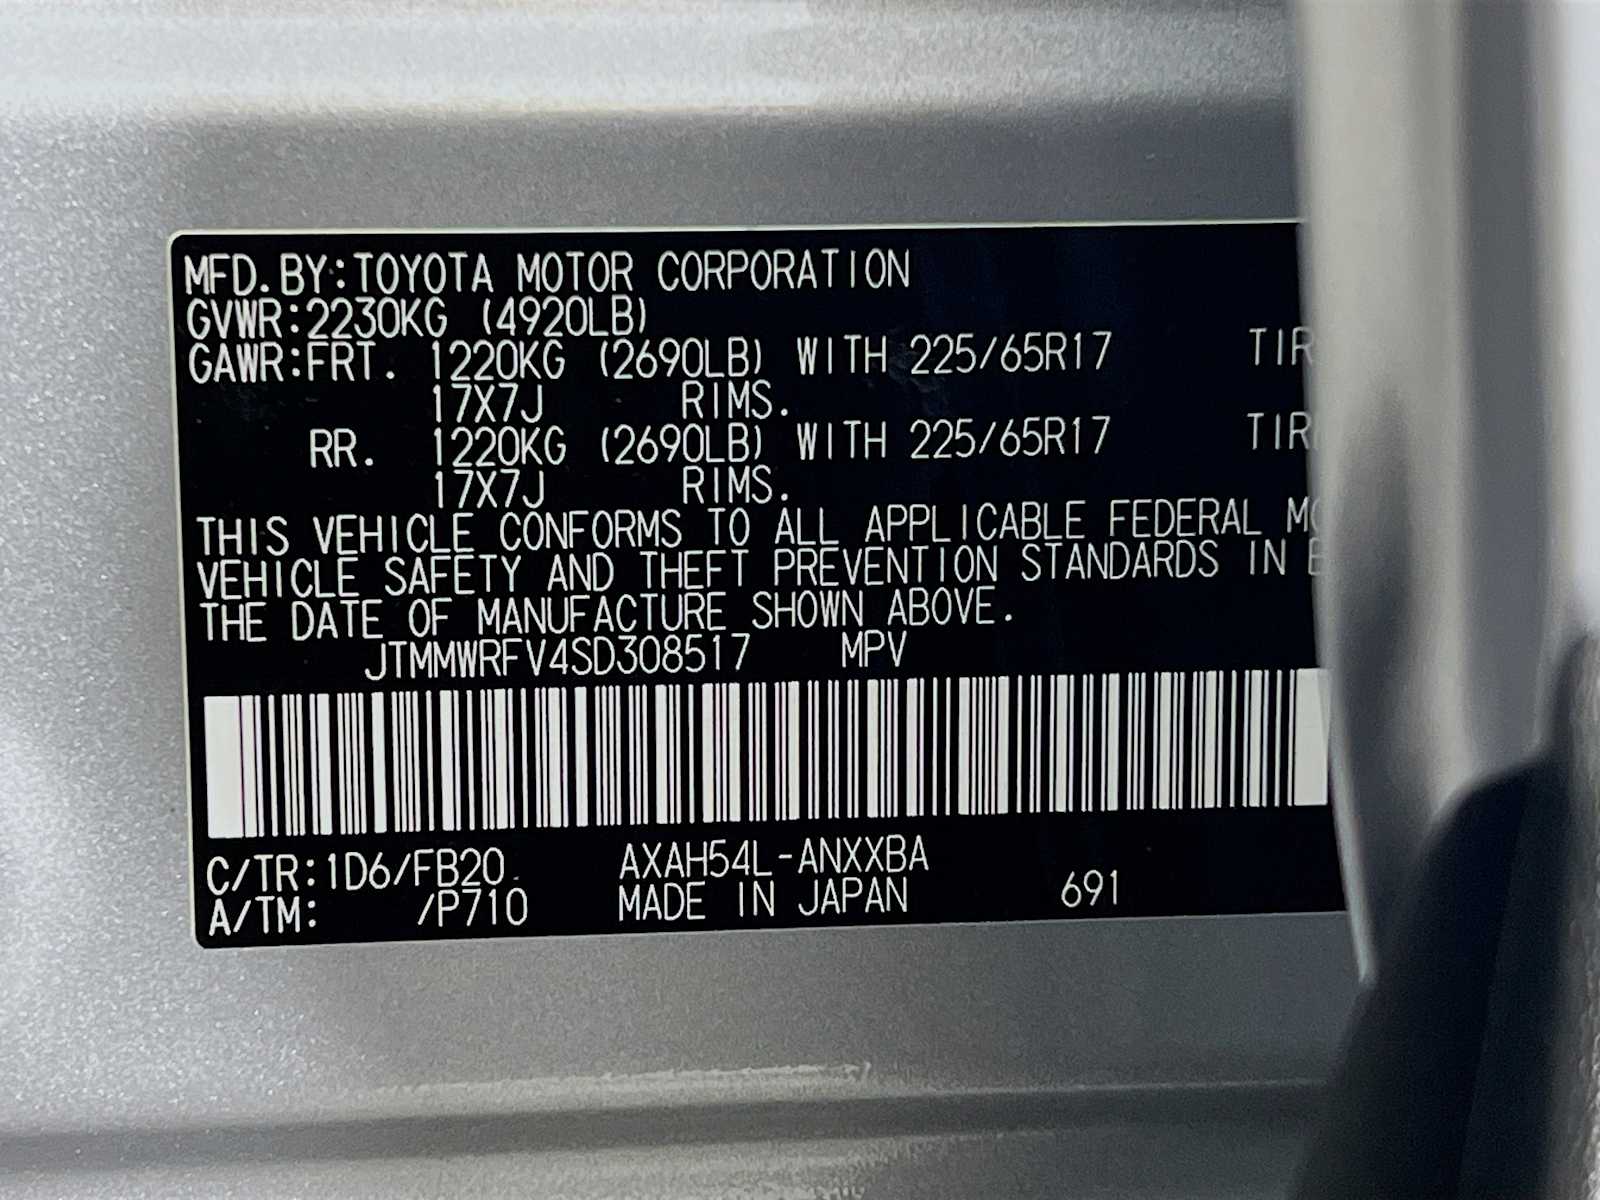 MFD.BY:TOYOTA MOTOR CORPORATION
GVWR:2230KG (4920LB)
GAWR:FRT. 1220KG (2690LB) WITH 225/65R17 TIR
17X7J RIMS.
RR. 1220KG (2690LB) WITH 225/65R17 TIR
17X7J RIMS.
THIS VEHICLE CONFORMS TO ALL APPLICABLE FEDERAL
VEHICLE SAFETY AND THEFT PREVENTION STANDARDS IN
THE DATE OF MANUFACTURE SHOWN ABOVE.
JTMMWRFV4SD308517 MPV
C/TR:1D6/FB20 AXAH54L-ANXXBA
A/TM: /P710 MADE IN JAPAN 691